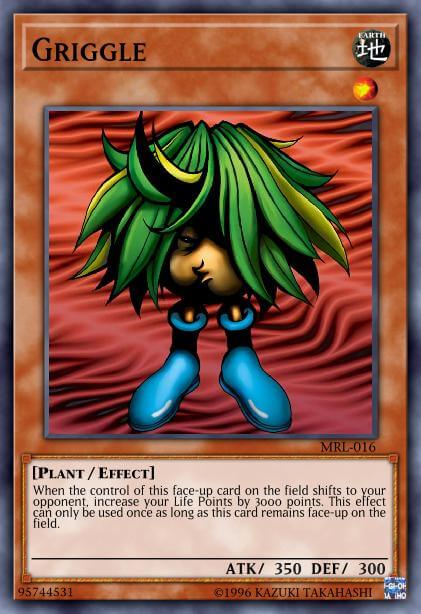 GRIGGLE
EARTH
地
MRL-016
[PLANT / EFFECT]
When the control of this face-up card on the field shifts to your
opponent, increase your Life Points by 3000 points. This effect
can only be used once as long as this card remains face-up on the
field.
ATK/ 350 DEF/ 300
95744531
©1996 KAZUKI TAKAHASHI